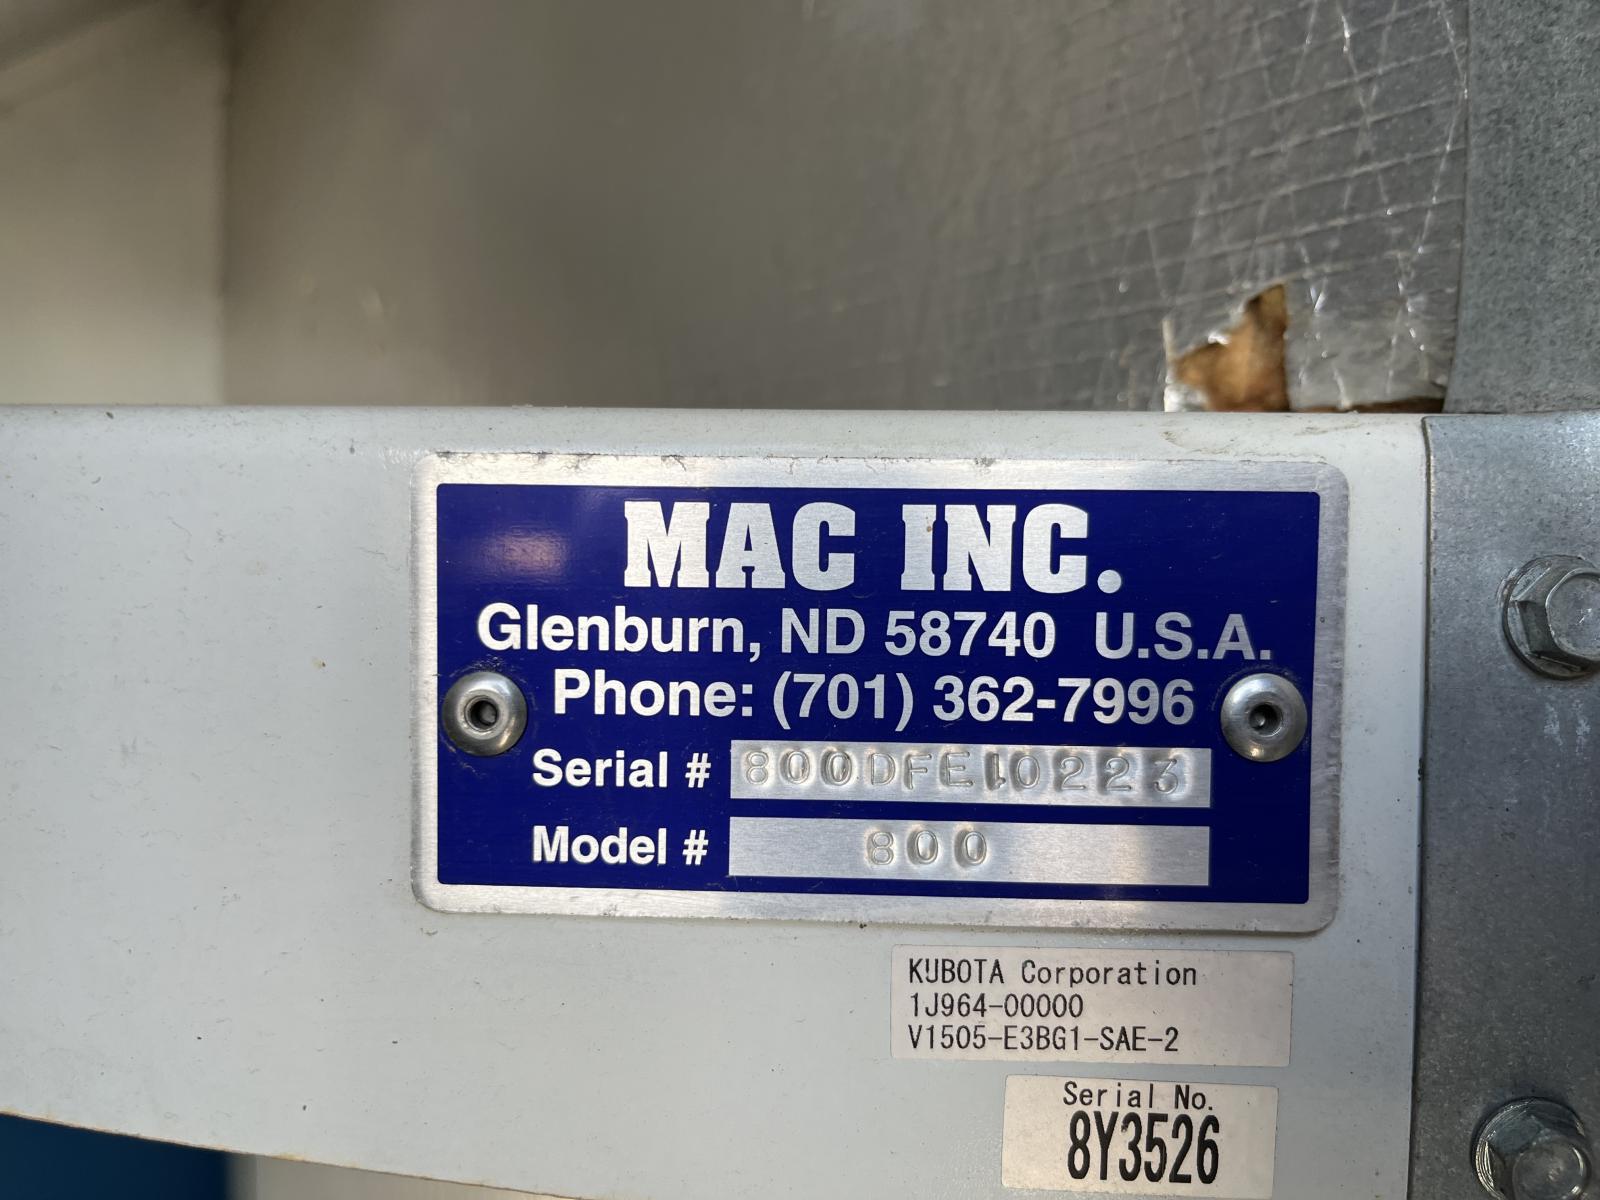 MAC INC.
Glenburn, ND 58740 U.S.A.
Phone: (701) 362-7996
Serial # 800DFE10223
Model # 800
KUBOTA Corporation
1J964-00000
V1505-E3BG1-SAE-2
Serial No.
8Y3526